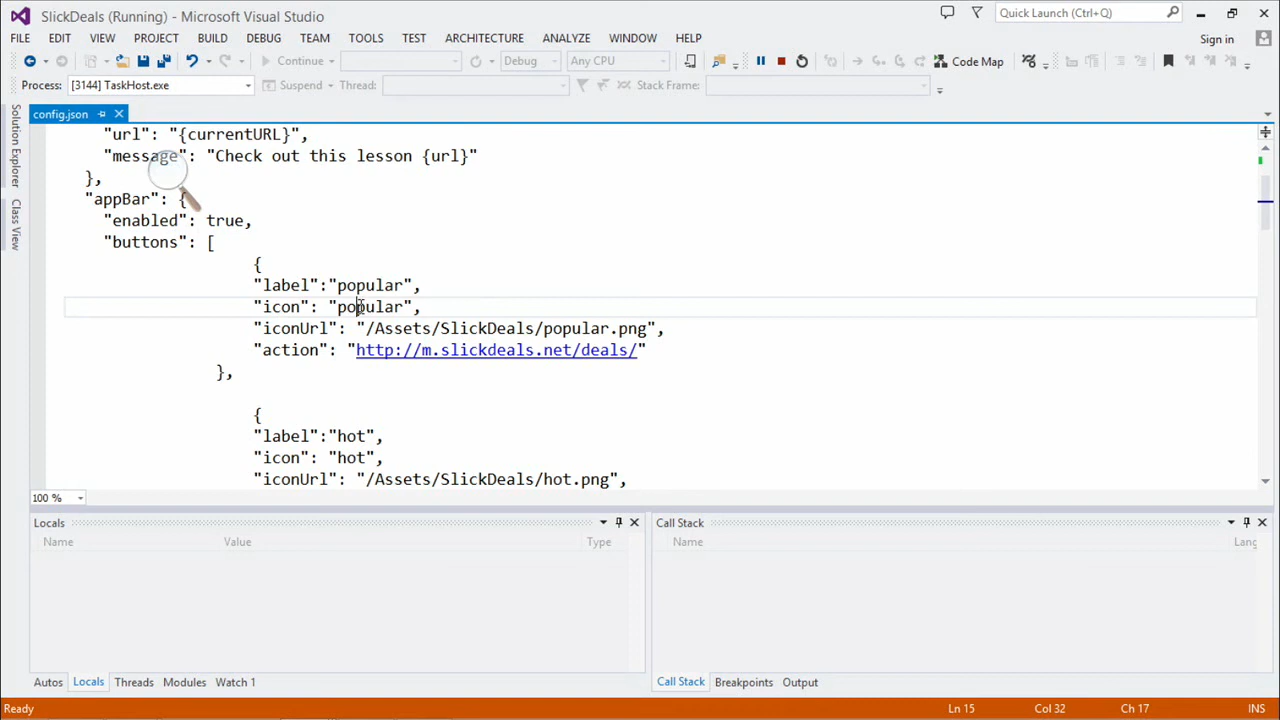 SlickDeals (Running) - Microsoft Visual Studio
Quick Launch (Ctrl+Q)
FILE EDIT VIEW PROJECT BUILD DEBUG TEAM TOOLS TEST ARCHITECTURE ANALYZE WINDOW HELP
Sign in
Continue Debug Any CPU Code Map
Process: [3144] TaskHost.exe Suspend Thread: Stack Frame:
config.json
Solution Explorer
Class View
"url": "{currentURL}",
"message": "Check out this lesson {url}"
},
"appBar": {
"enabled": true,
"buttons": [
{
"label":"popular",
"icon": "popular",
"iconUrl": "/Assets/SlickDeals/popular.png",
"action": "http://m.slickdeals.net/deals/"
},
{
"label":"hot",
"icon": "hot",
"iconUrl": "/Assets/SlickDeals/hot.png",
100 %
Locals
Name Value Type
Call Stack
Name Lang
Autos Locals Threads Modules Watch 1
Call Stack Breakpoints Output
Ready Ln 15 Col 32 Ch 17 INS